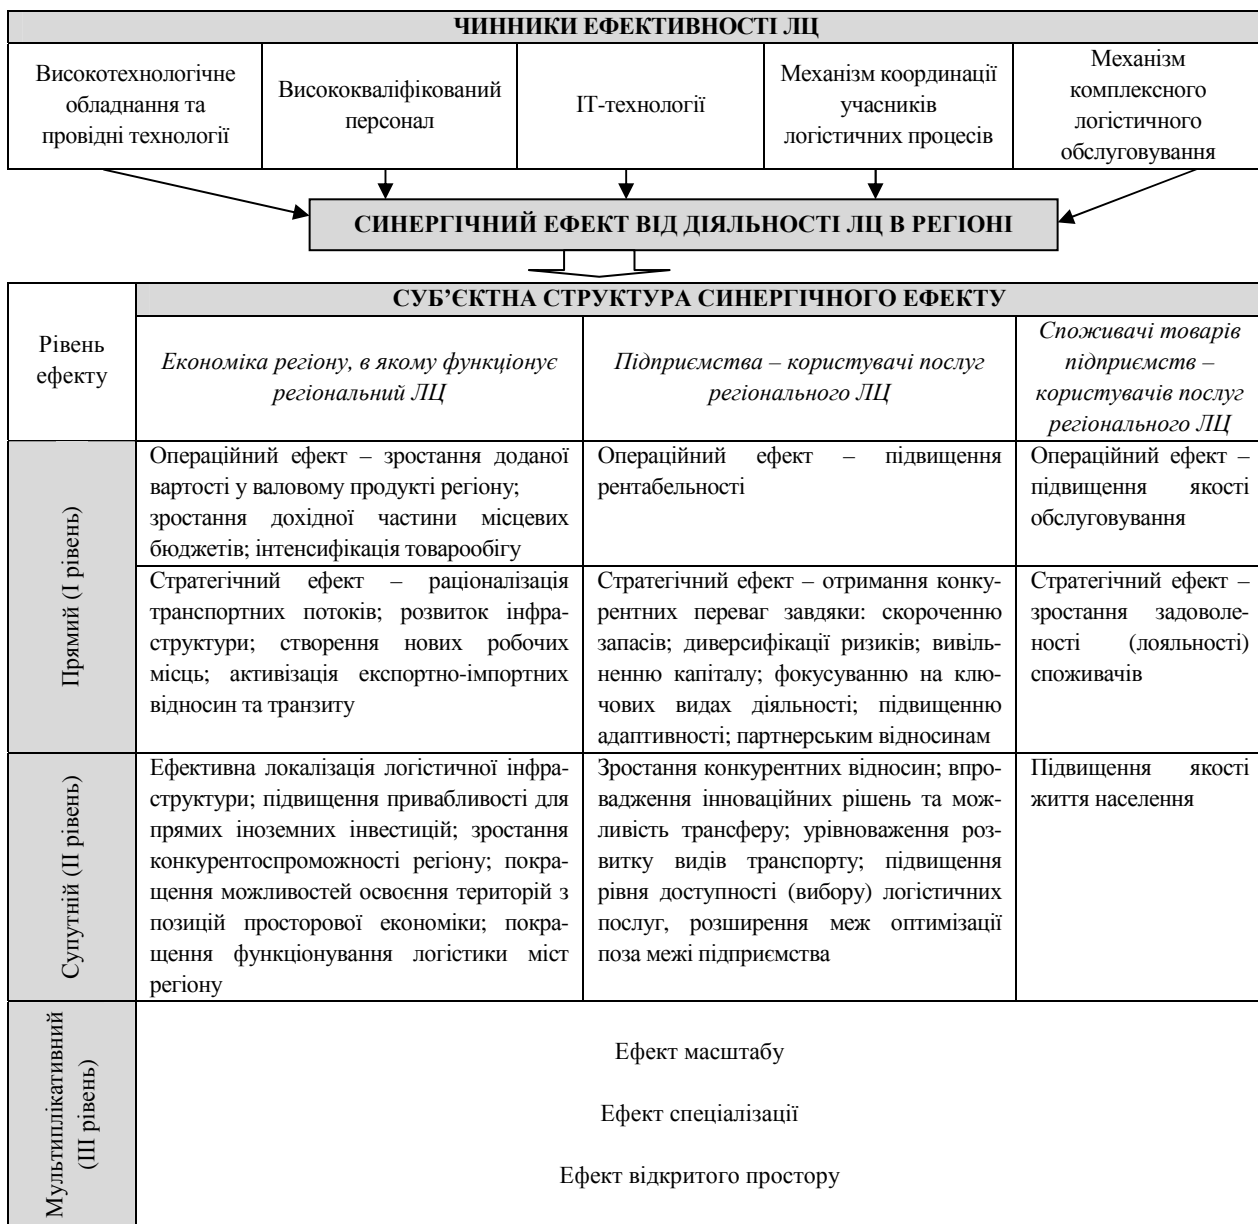 ЧИННИКИ ЕФЕКТИВНОСТІ ЛЦ
Високотехнологічне
обладнання та
провідні технології
Висококваліфікований
персонал
ІТ-технології
Механізм координації
учасників
логістичних процесів
Механізм
комплексного
логістичного
обслуговування
СИНЕРГІЧНИЙ ЕФЕКТ ВІД ДІЯЛЬНОСТІ ЛЦ В РЕГІОНІ
Рівень
ефекту
СУБ’ЄКТНА СТРУКТУРА СИНЕРГІЧНОГО ЕФЕКТУ
Економіка регіону, в якому функціонує
регіональний ЛЦ
Підприємства – користувачі послуг
регіонального ЛЦ
Споживачі товарів
підприємств –
користувачів послуг
регіонального ЛЦ
Прямий (І рівень)
Операційний ефект – зростання доданої
вартості у валовому продукті регіону;
зростання дохідної частини місцевих
бюджетів; інтенсифікація товарообігу
Операційний ефект – підвищення
рентабельності
Операційний ефект –
підвищення якості
обслуговування
Стратегічний ефект – раціоналізація
транспортних потоків; розвиток інфра-
структури; створення нових робочих
місць; активізація експортно-імпортних
відносин та транзиту
Стратегічний ефект – отримання конку-
рентних переваг завдяки: скороченню
запасів; диверсифікації ризиків; вивіль-
ненню капіталу; фокусуванню на клю-
чових видах діяльності; підвищенню
адаптивності; партнерським відносинам
Стратегічний ефект –
зростання задоволе-
ності (лояльності)
споживачів
Супутній (ІІ рівень)
Ефективна локалізація логістичної інфра-
структури; підвищення привабливості для
прямих іноземних інвестицій; зростання
конкурентоспроможності регіону; покра-
щення можливостей освоєння територій з
позицій просторової економіки; покра-
щення функціонування логістики міст
регіону
Зростання конкурентних відносин; впро-
вадження інноваційних рішень та мож-
ливість трансферу; урівноваження роз-
витку видів транспорту; підвищення
рівня доступності (вибору) логістичних
послуг, розширення меж оптимізації
поза межі підприємства
Підвищення якості
життя населення
Мультиплікативний
(ІІІ рівень)
Ефект масштабу
Ефект спеціалізації
Ефект відкритого простору